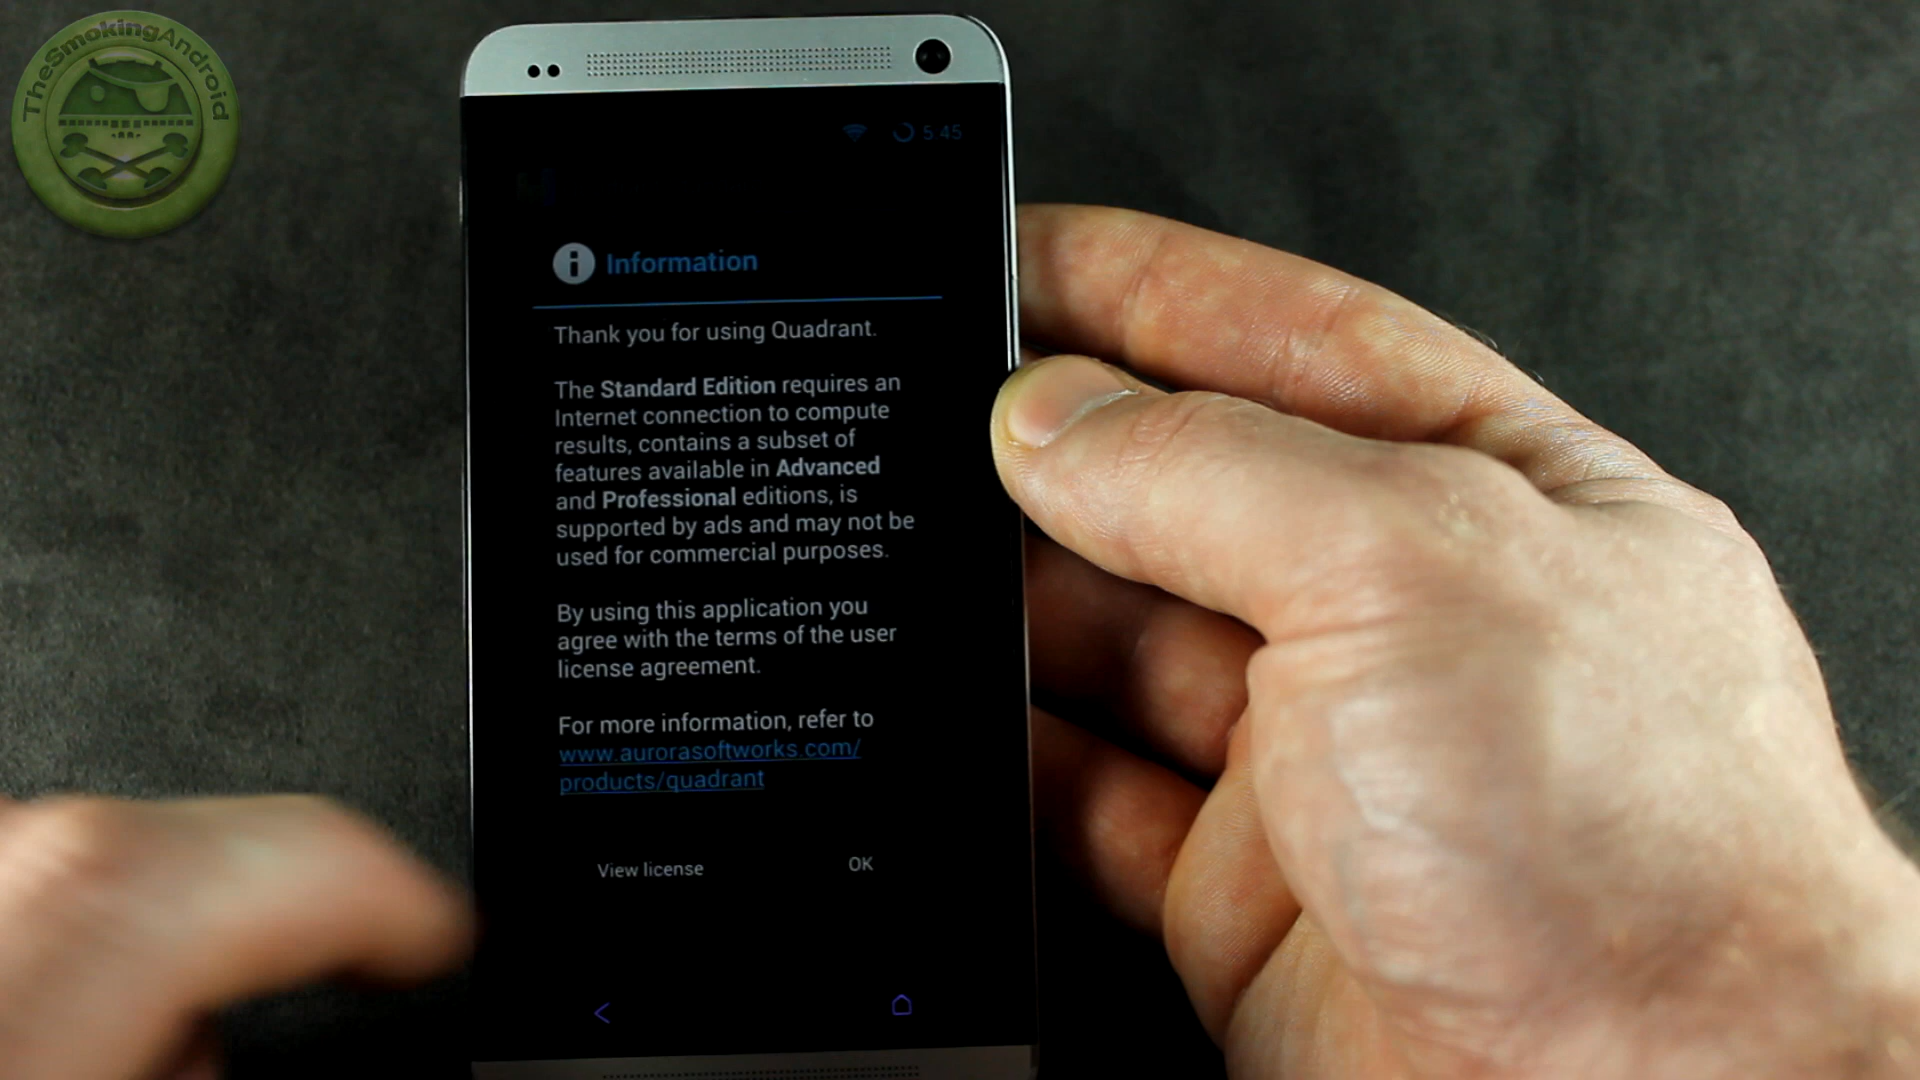 TheSmokingAndroid
5:45
Information
Thank you for using Quadrant.
The Standard Edition requires an
Internet connection to compute
results, contains a subset of
features available in Advanced
and Professional editions, is
supported by ads and may not be
used for commercial purposes.
By using this application you
agree with the terms of the user
license agreement.
For more information, refer to
www.aurorasoftworks.com/
products/quadrant
View license
OK